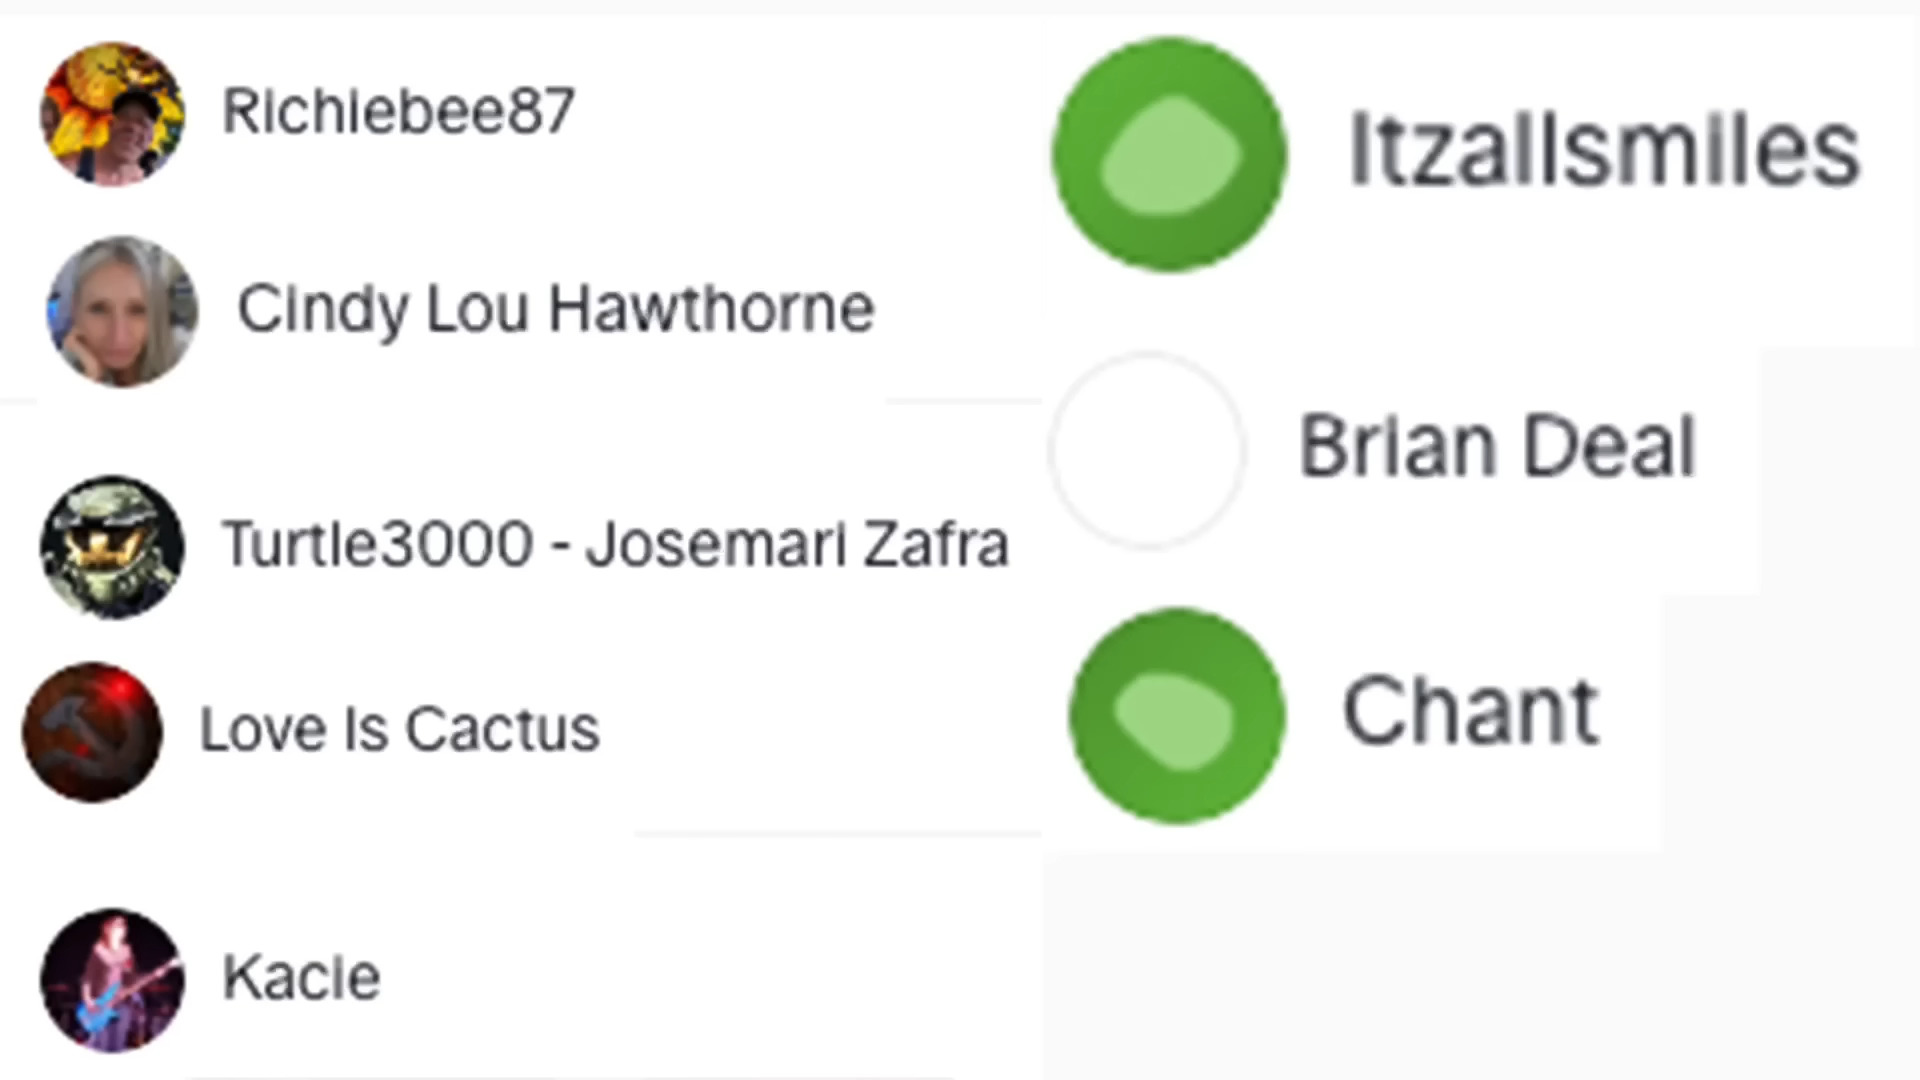 Richiebee87
Cindy Lou Hawthorne
Turtle3000 - Josemari Zafra
Love Is Cactus
Kacie
Itzallsmiles
Brian Deal
Chant